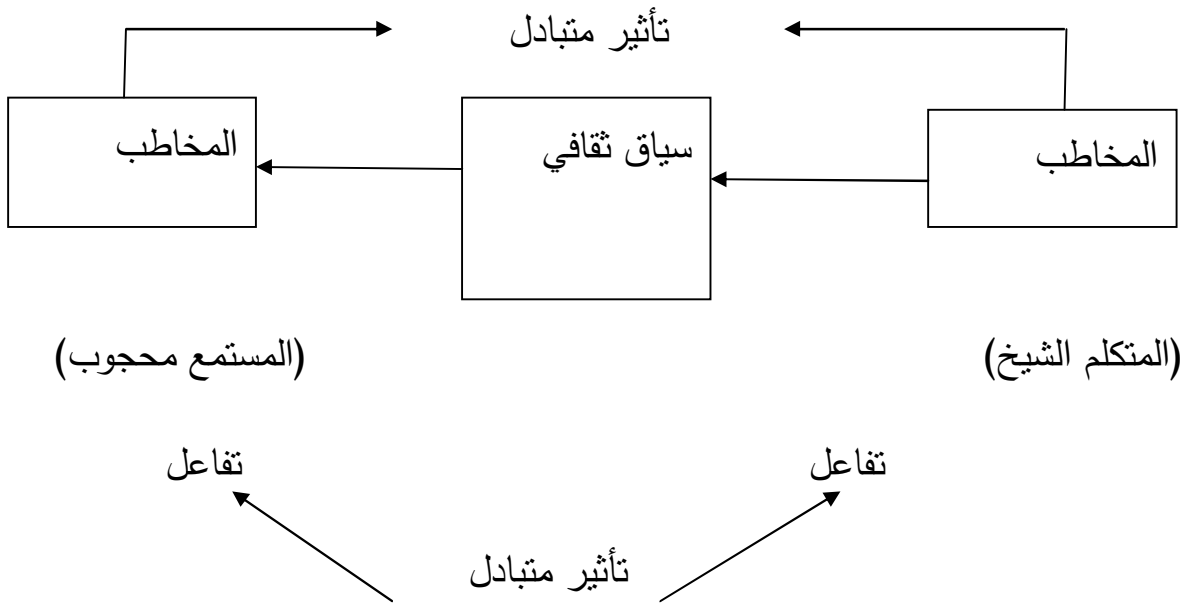 تأثير متبادل
المخاطب
سياق ثقافي
المخاطب
(المتكلم الشيخ)
(المستمع محجوب)
تفاعل
تفاعل
تأثير متبادل